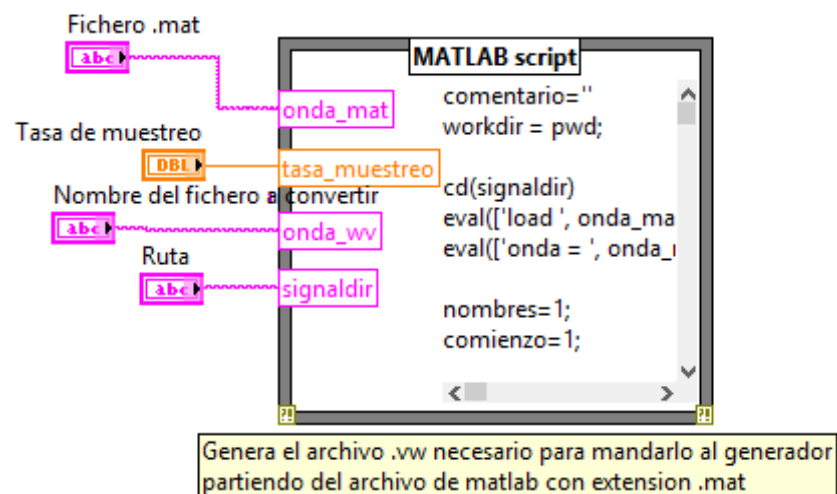 Fichero .mat
abc
MATLAB script
onda_mat
comentario=''
workdir = pwd;
Tasa de muestreo
DBL
tasa_muestreo
cd(signaldir)
Nombre del fichero a convertir
eval(['load ', onda_ma
abc
onda_wv
eval(['onda = ', onda_
Ruta
abc
signaldir
nombres=1;
comienzo=1;
Genera el archivo .vw necesario para mandarlo al generador
partiendo del archivo de matlab con extension .mat